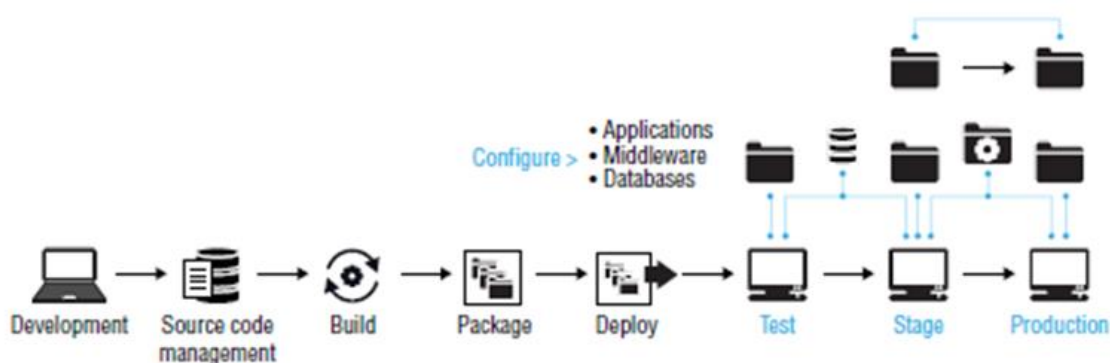 • Applications
Configure > • Middleware
• Databases
Development
Source code
management
Build
Package
Deploy
Test
Stage
Production